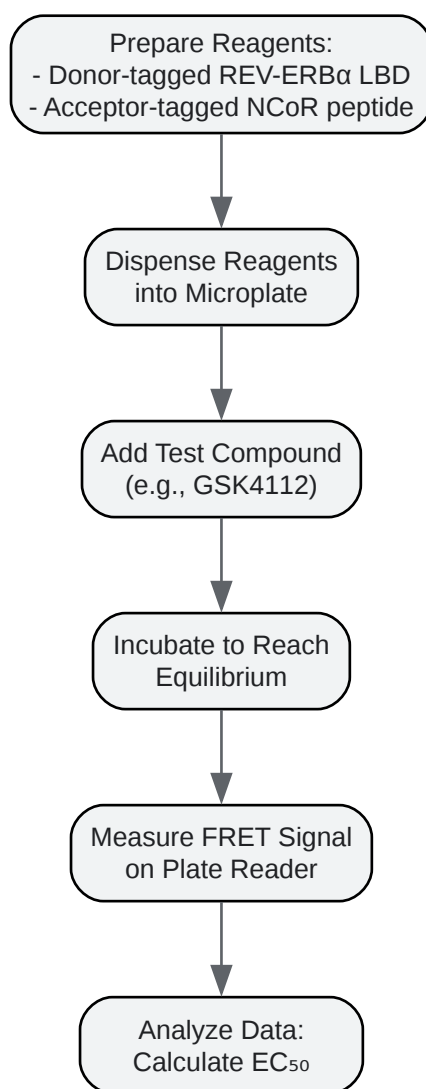 Prepare Reagents:
- Donor-tagged REV-ERBα LBD
- Acceptor-tagged NCoR peptide
Dispense Reagents
into Microplate
Add Test Compound
(e.g., GSK4112)
Incubate to Reach
Equilibrium
Measure FRET Signal
on Plate Reader
Analyze Data:
Calculate EC₅₀